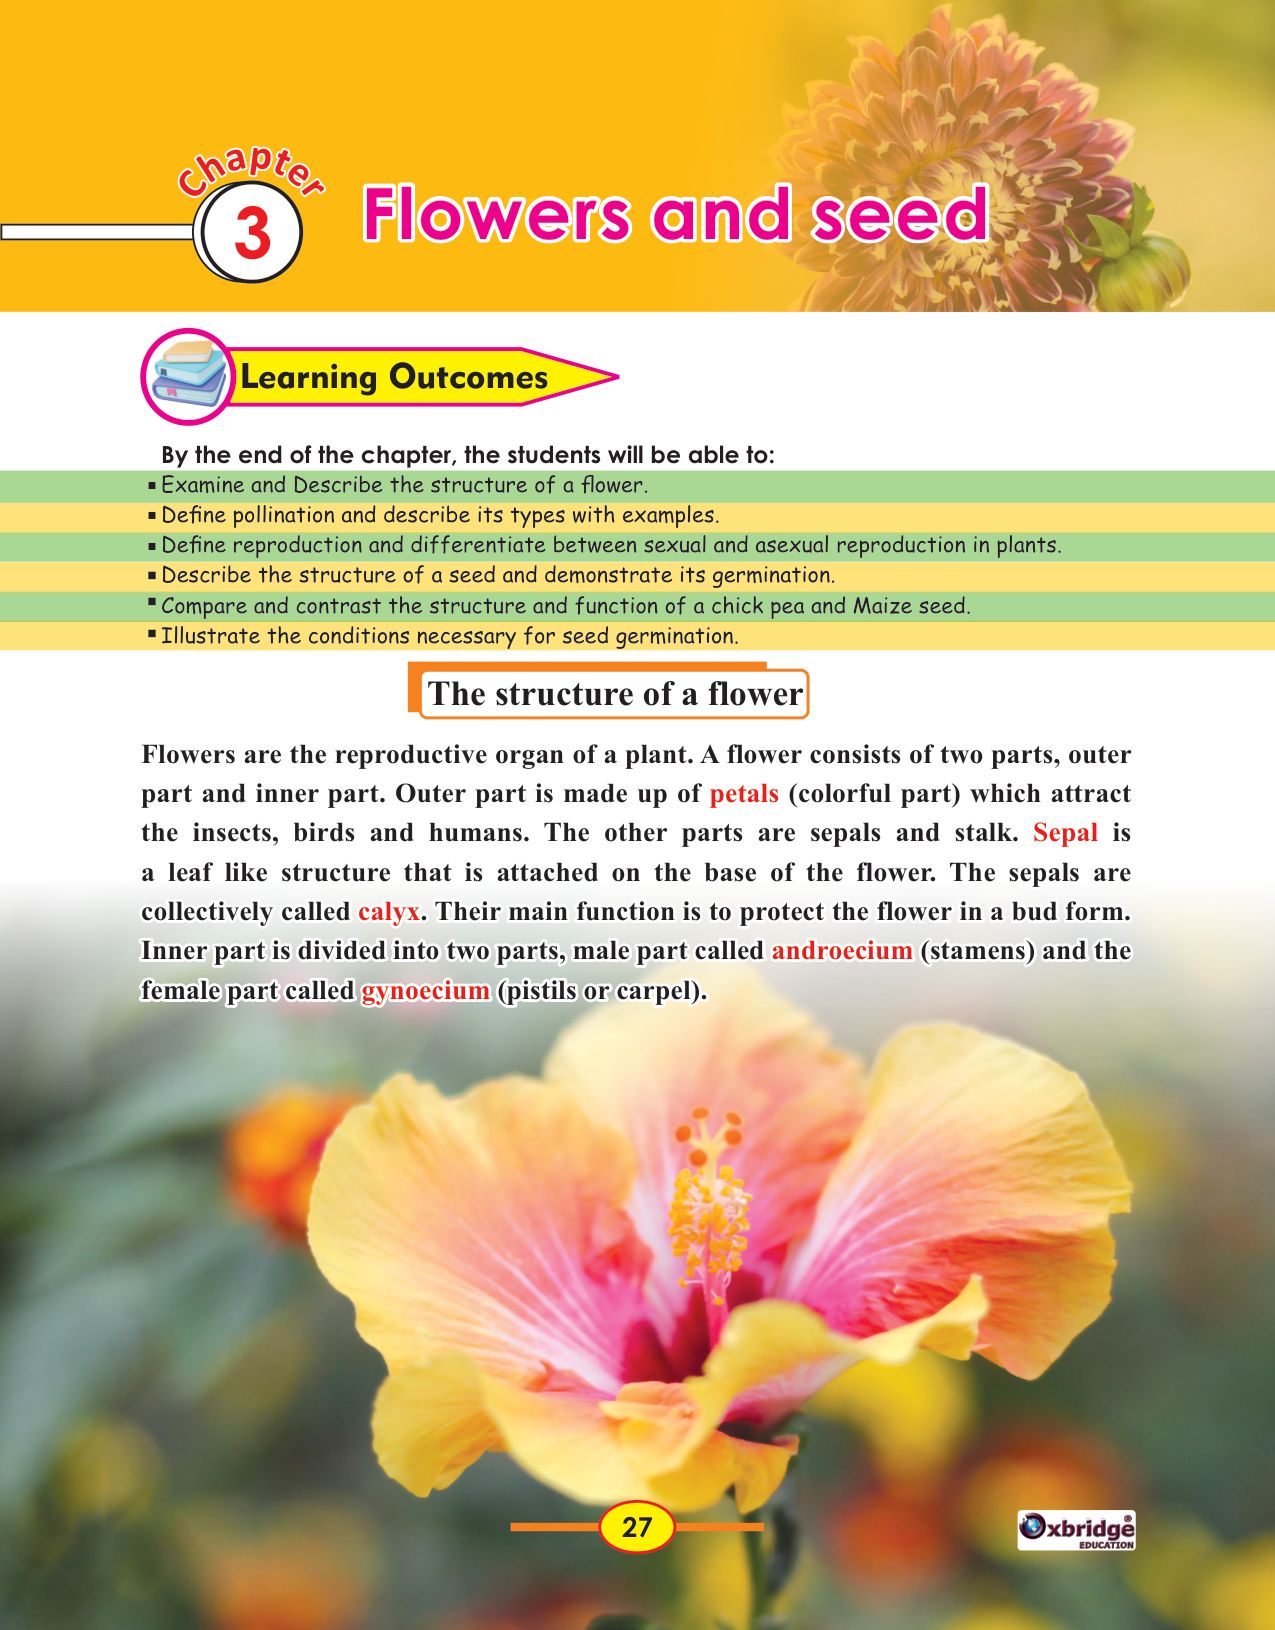 Chapter
3
Flowers and seed
Learning Outcomes
By the end of the chapter, the students will be able to:
▪ Examine and Describe the structure of a flower.
▪ Define pollination and describe its types with examples.
▪ Define reproduction and differentiate between sexual and asexual reproduction in plants.
▪ Describe the structure of a seed and demonstrate its germination.
▪ Compare and contrast the structure and function of a chick pea and Maize seed.
▪ Illustrate the conditions necessary for seed germination.
The structure of a flower
Flowers are the reproductive organ of a plant. A flower consists of two parts, outer
part and inner part. Outer part is made up of petals (colorful part) which attract
the insects, birds and humans. The other parts are sepals and stalk. Sepal is
a leaf like structure that is attached on the base of the flower. The sepals are
collectively called calyx. Their main function is to protect the flower in a bud form.
Inner part is divided into two parts, male part called androecium (stamens) and the
female part called gynoecium (pistils or carpel).
27
Oxbridge®
EDUCATION